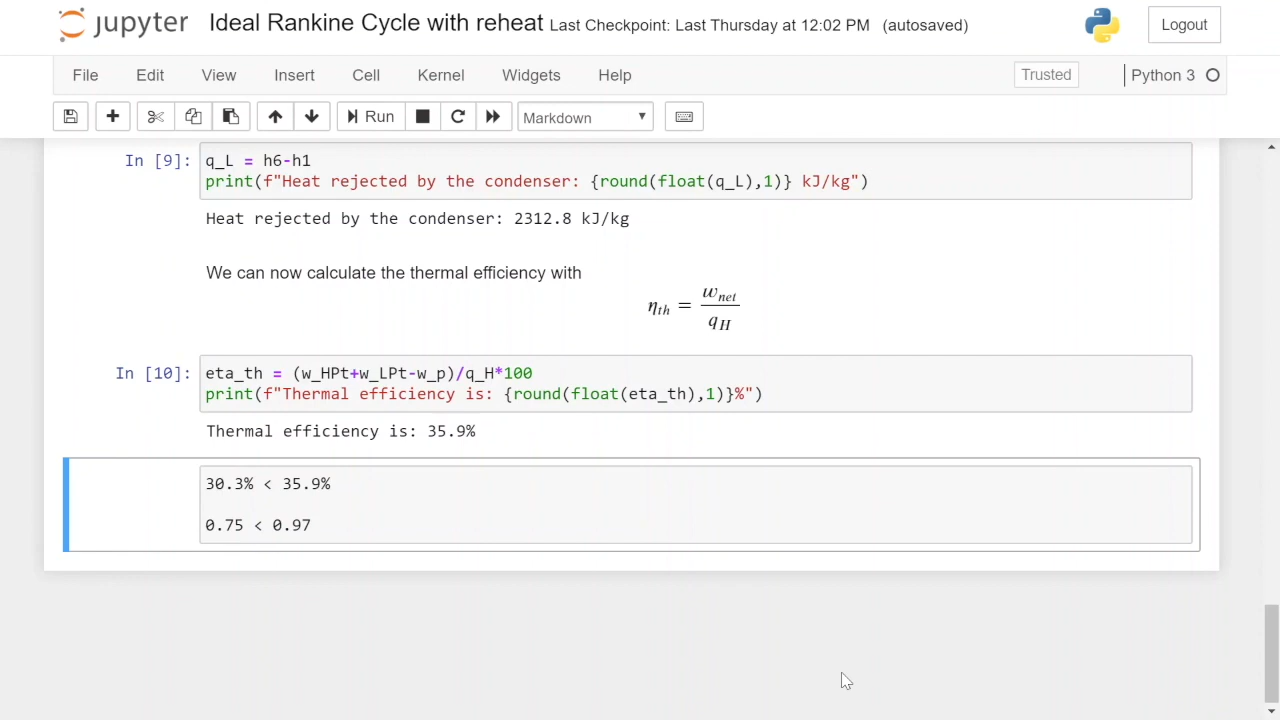 jupyter Ideal Rankine Cycle with reheat Last Checkpoint: Last Thursday at 12:02 PM (autosaved) Logout
File Edit View Insert Cell Kernel Widgets Help Trusted Python 3
Run Markdown
In [9]: q_L = h6-h1
print(f"Heat rejected by the condenser: {round(float(q_L),1)} kJ/kg")
Heat rejected by the condenser: 2312.8 kJ/kg
We can now calculate the thermal efficiency with
η_th = w_net / q_H
In [10]: eta_th = (w_HPt+w_LPt-w_p)/q_H*100
print(f"Thermal efficiency is: {round(float(eta_th),1)}%")
Thermal efficiency is: 35.9%
30.3% < 35.9%
0.75 < 0.97